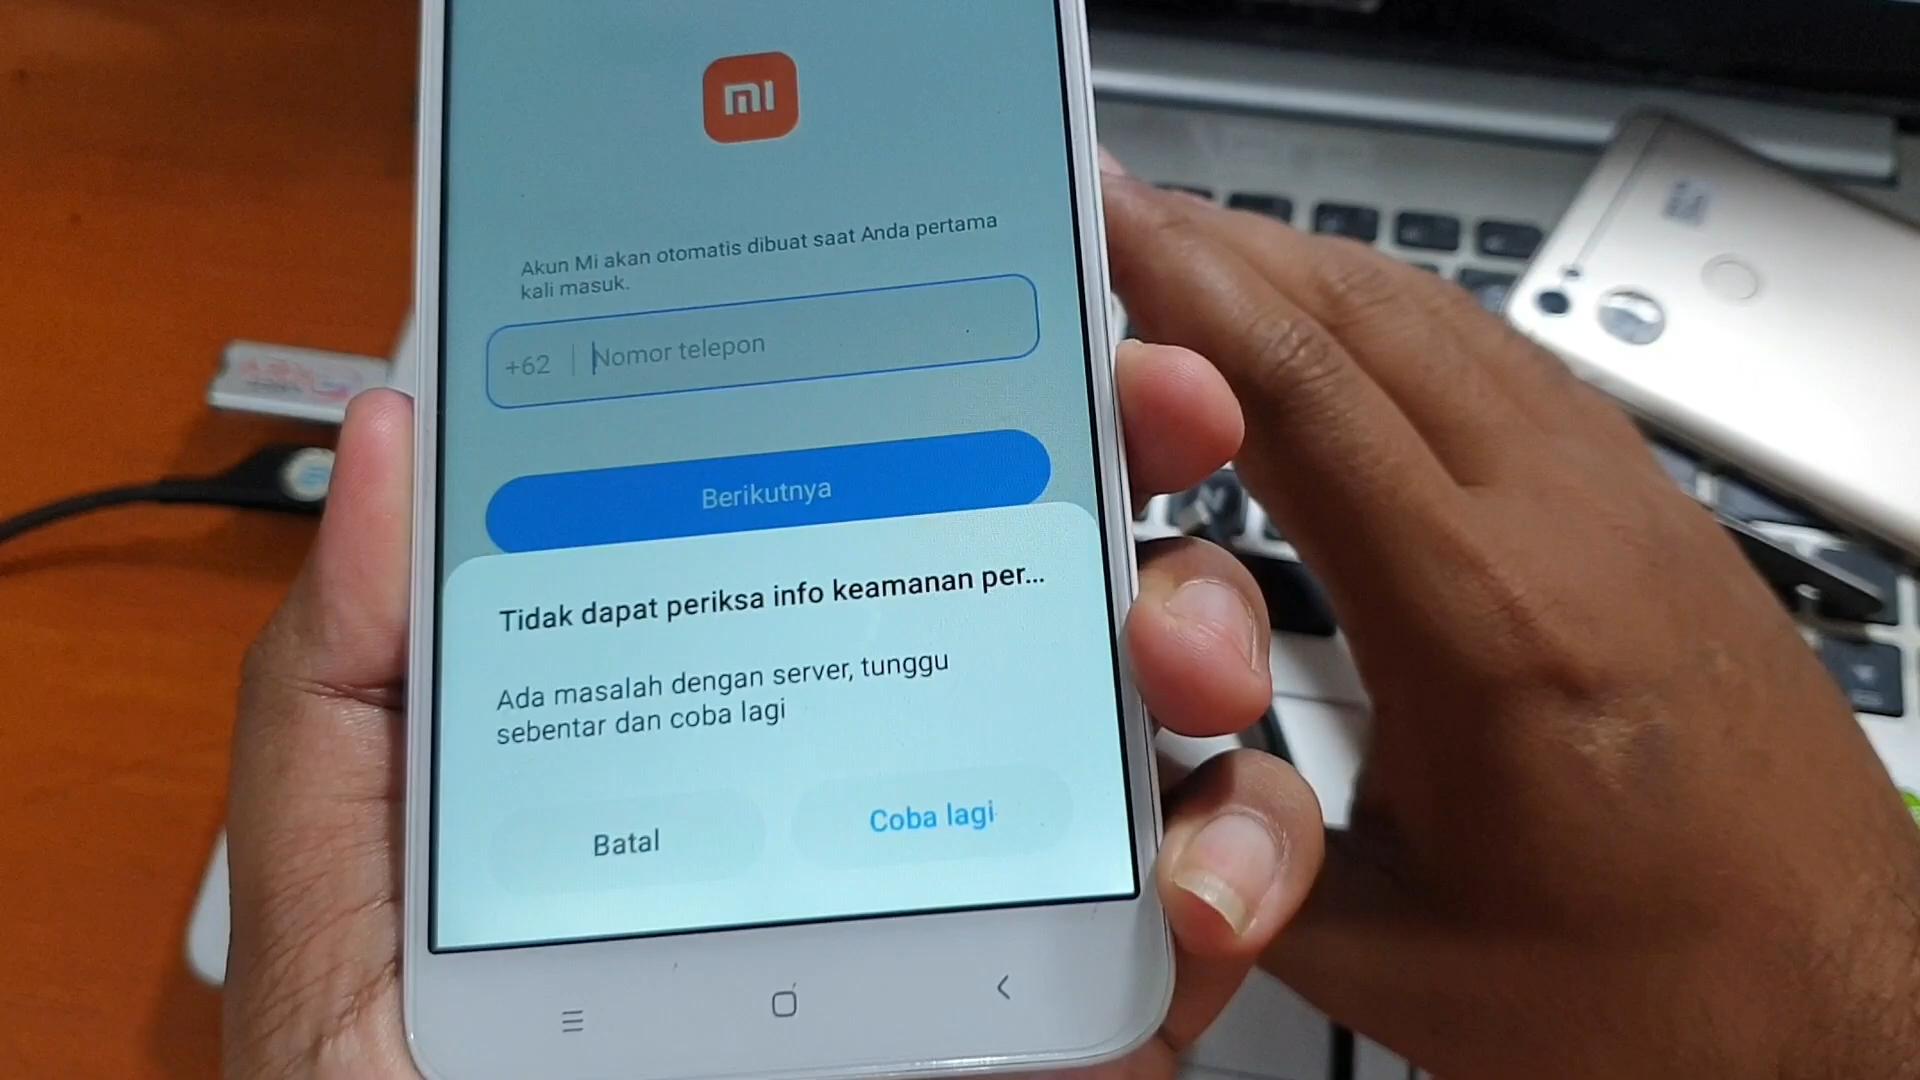 mi
Akun Mi akan otomatis dibuat saat Anda pertama
kali masuk.
+62 Nomor telepon
Berikutnya
Tidak dapat periksa info keamanan per...
Ada masalah dengan server, tunggu
sebentar dan coba lagi
Batal
Coba lagi